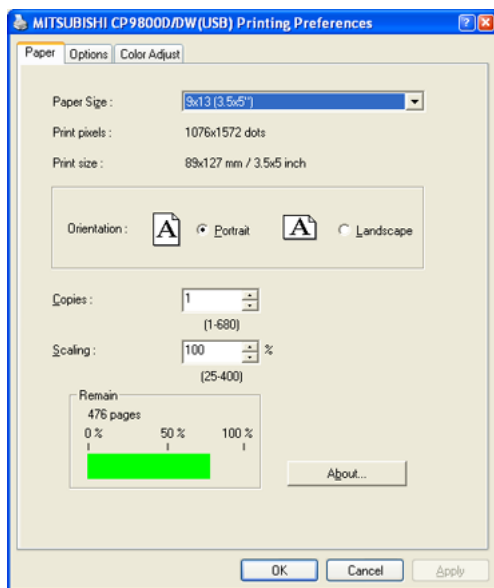 MITSUBISHI CP9800D/DW(USB) Printing Preferences
Paper Options Color Adjust
Paper Size : 9x13 (3.5x5")
Print pixels : 1076x1572 dots
Print size : 89x127 mm / 3.5x5 inch
Orientation : A Portrait A Landscape
Copies : 1
(1-680)
Scaling : 100 %
(25-400)
Remain
476 pages
0 % 50 % 100 %
About...
OK Cancel Apply